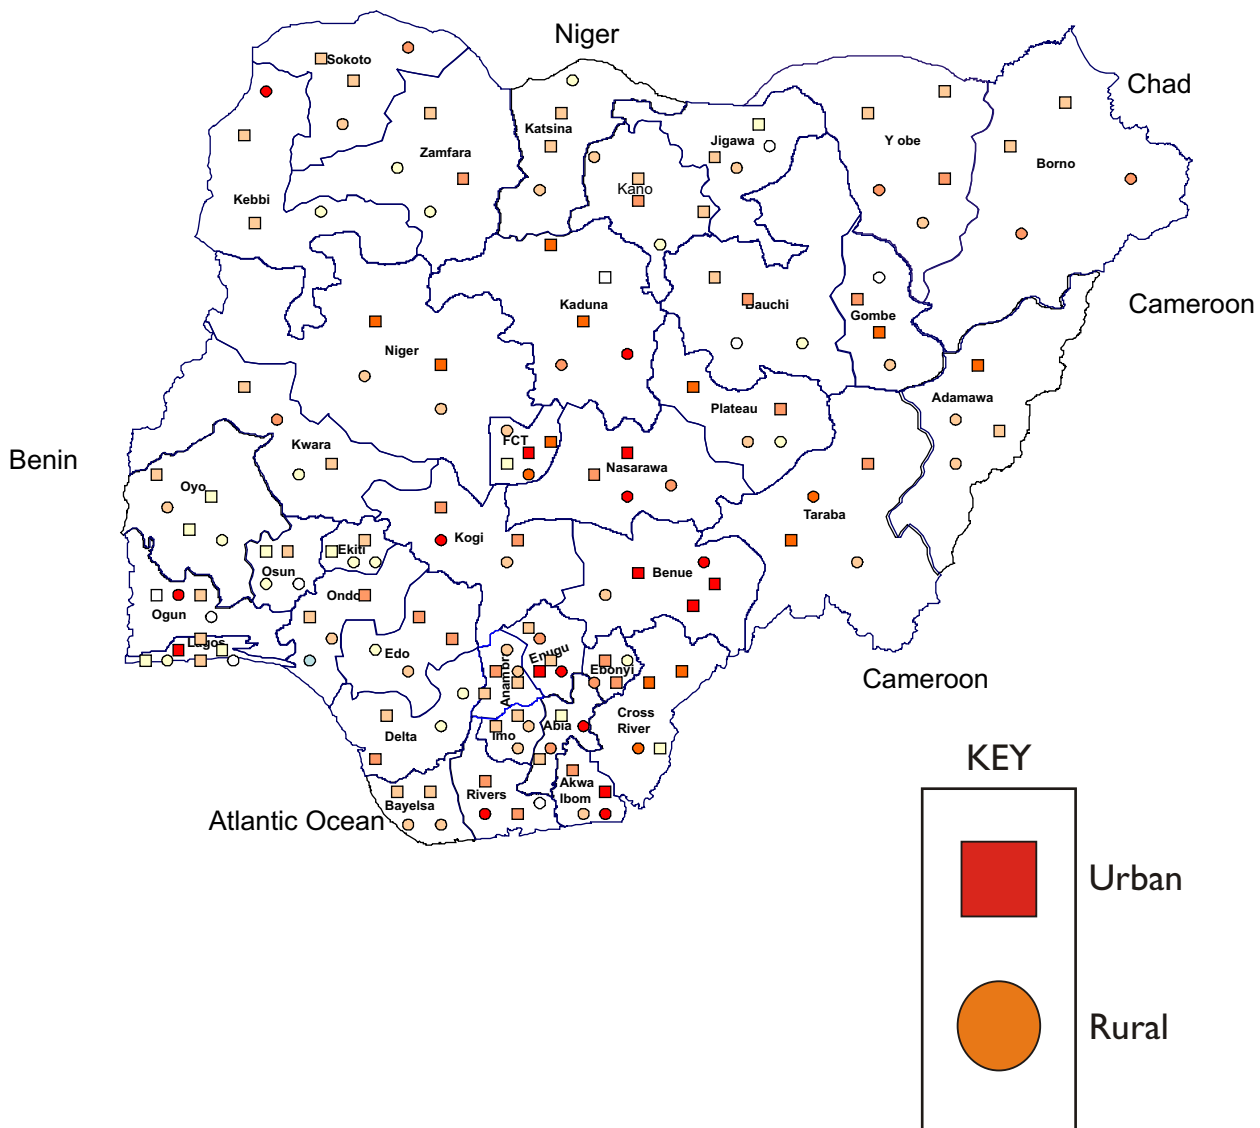 Niger
Sokoto
Chad
Katsina
Jigawa
Y obe
Zamfara
Borno
Kano
Kebbi
Cameroon
Kaduna
Bauchi
Gombe
Niger
Adamawa
Plateau
Benin
Kwara
FCT
Nasarawa
Oyo
Taraba
Kogi
Ekiti
Osun
Benue
Ondo
Ogun
Lagos
Edo
Enugu
Ebonyi
Anambra
Cameroon
Cross
River
Abia
Imo
Delta
KEY
Akwa
Ibom
Rivers
Bayelsa
Atlantic Ocean
Urban
Rural